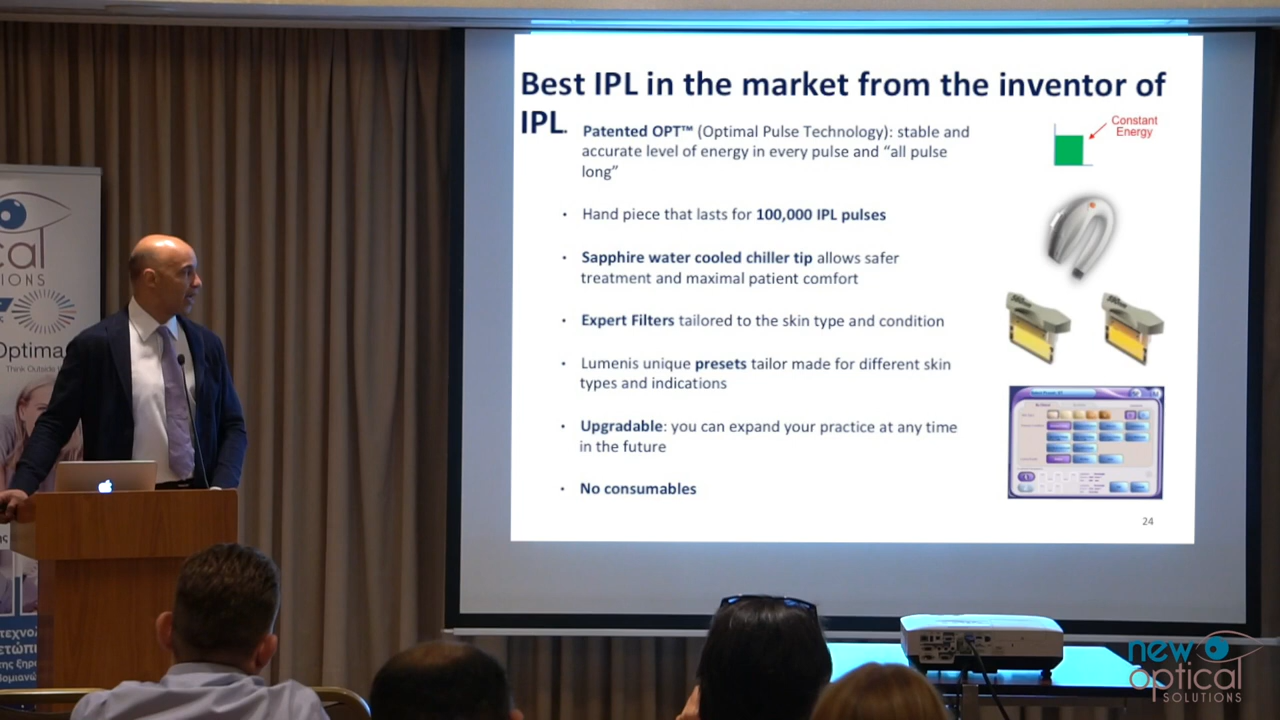 Best IPL in the market from the inventor of
IPL.
Patented OPT™ (Optimal Pulse Technology): stable and
accurate level of energy in every pulse and “all pulse
long”
Constant
Energy
• Hand piece that lasts for 100,000 IPL pulses
• Sapphire water cooled chiller tip allows safer
treatment and maximal patient comfort
• Expert Filters tailored to the skin type and condition
• Lumenis unique presets tailor made for different skin
types and indications
• Upgradable: you can expand your practice at any time
in the future
• No consumables
24
cal
IONS
Optima
Think Outside
new
optical
SOLUTIONS